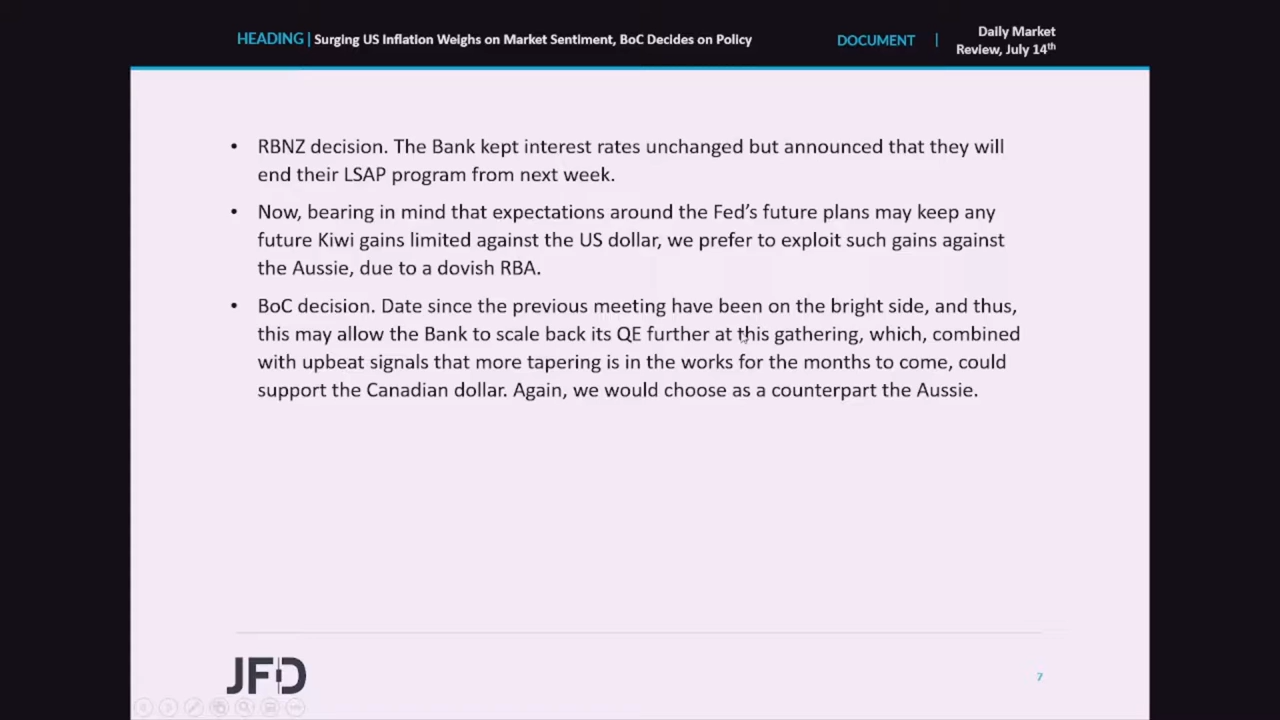 HEADING | Surging US Inflation Weighs on Market Sentiment, BoC Decides on Policy
DOCUMENT |
Daily Market
Review, July 14th
• RBNZ decision. The Bank kept interest rates unchanged but announced that they will
end their LSAP program from next week.
• Now, bearing in mind that expectations around the Fed's future plans may keep any
future Kiwi gains limited against the US dollar, we prefer to exploit such gains against
the Aussie, due to a dovish RBA.
• BoC decision. Date since the previous meeting have been on the bright side, and thus,
this may allow the Bank to scale back its QE further at this gathering, which, combined
with upbeat signals that more tapering is in the works for the months to come, could
support the Canadian dollar. Again, we would choose as a counterpart the Aussie.
JFD
7